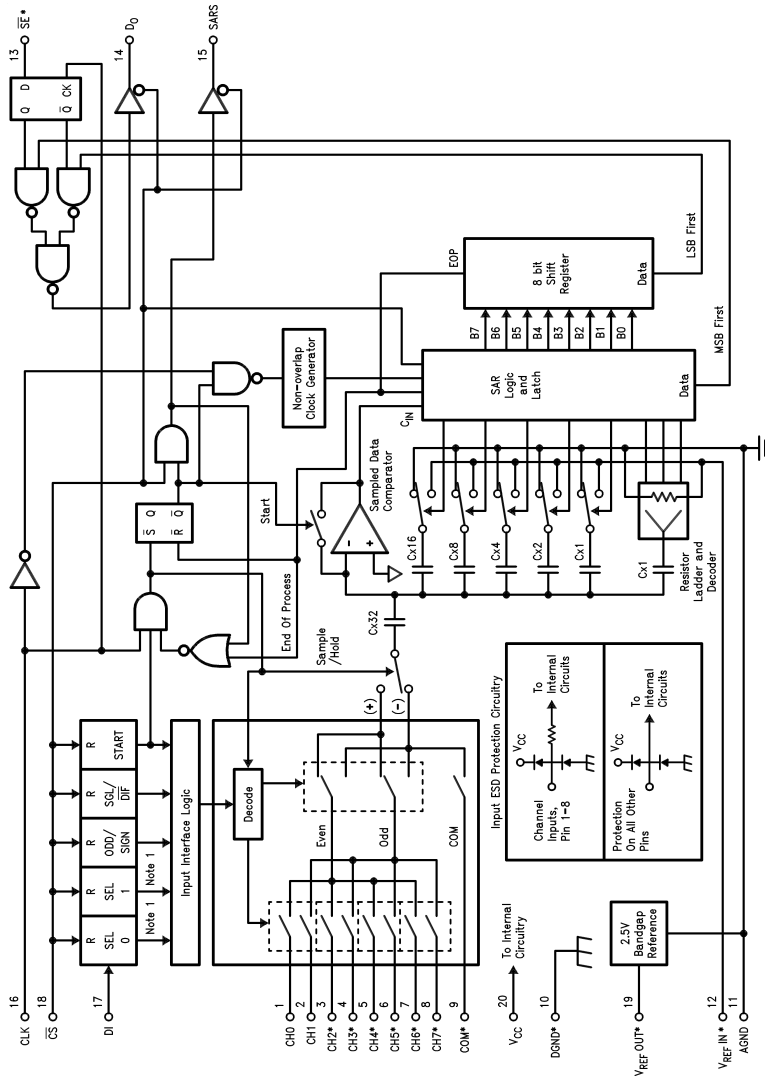 16
CLK
18
CS
17
DI
R
SEL
0
R
SEL
1
R
ODD/
SIGN
R
SGL/
DIF
R
START
Note 1
Note 1
Input Interface Logic
Decode
1
CH0
2
CH1
3
CH2*
4
CH3*
5
CH4*
6
CH5*
7
CH6*
8
CH7*
9
COM*
Even
Odd
COM
(+)
(-)
Sample
/Hold
End Of Process
Start
S Q
R Q
Non-overlap
Clock Generator
Cx32
-
+
Sampled Data
Comparator
Cx16
Cx8
Cx4
Cx2
Cx1
Cx1
Resistor
Ladder and
Decoder
CIN
SAR
Logic
and
Latch
Data
B7
B6
B5
B4
B3
B2
B1
B0
EOP
8 bit
Shift
Register
Data
MSB First
LSB First
Q D
Q CK
13
SE*
14
DO
15
SARS
20
VCC
To Internal
Circuitry
10
DGND*
19
VREF OUT*
2.5V
Bandgap
Reference
12
VREF IN*
11
AGND
Input ESD Protection Circuitry
VCC
Channel
Inputs,
Pin 1-8
To
Internal
Circuits
VCC
Protection
On All Other
Pins
To
Internal
Circuits